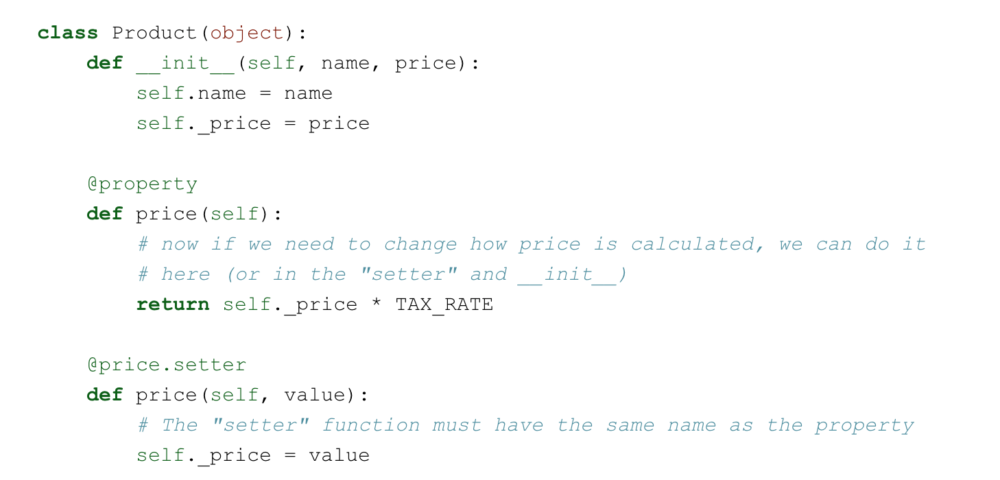 class Product(object):
    def __init__(self, name, price):
        self.name = name
        self._price = price

    @property
    def price(self):
        # now if we need to change how price is calculated, we can do it
        # here (or in the "setter" and __init__)
        return self._price * TAX_RATE

    @price.setter
    def price(self, value):
        # The "setter" function must have the same name as the property
        self._price = value